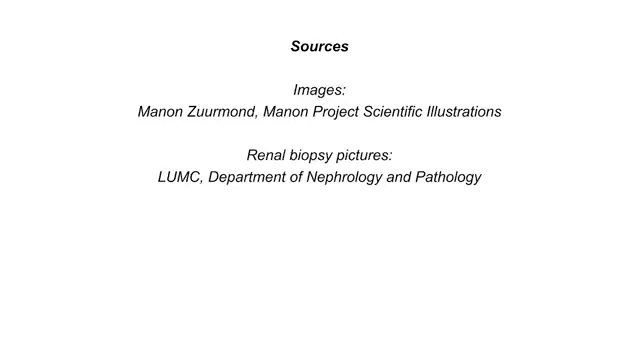 Sources
Images:
Manon Zuurmond, Manon Project Scientific Illustrations
Renal biopsy pictures:
LUMC, Department of Nephrology and Pathology